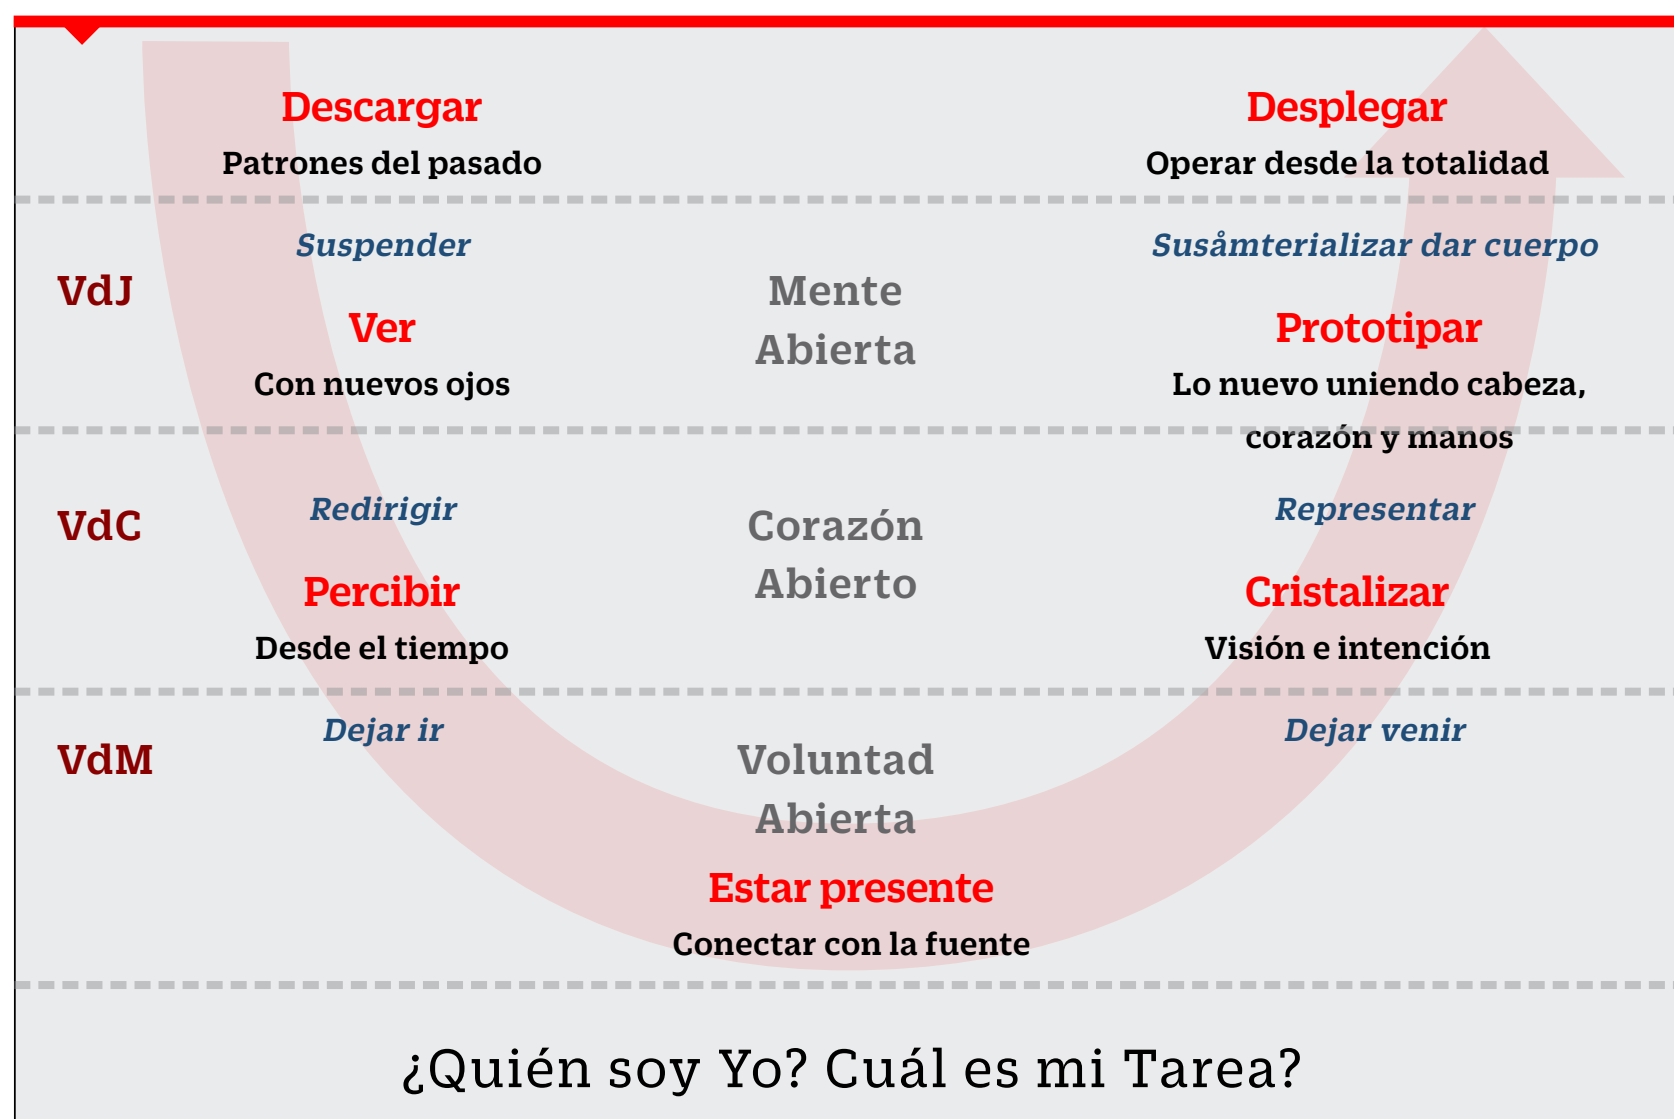 Descargar
Desplegar
Patrones del pasado
Operar desde la totalidad
Suspender
Susåmterializar dar cuerpo
VdJ
Mente
Abierta
Ver
Prototipar
Con nuevos ojos
Lo nuevo uniendo cabeza,
corazón y manos
Redirigir
Representar
VdC
Corazón
Abierto
Percibir
Cristalizar
Desde el tiempo
Visión e intención
Dejar ir
Dejar venir
VdM
Voluntad
Abierta
Estar presente
Conectar con la fuente
¿Quién soy Yo? Cuál es mi Tarea?